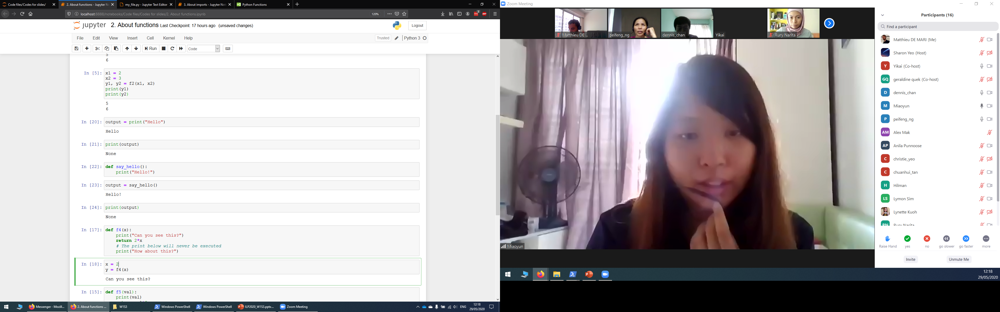 Code files/Codes for slides/
2. About functions - Jupyter No
my_file.py - Jupyter Text Editor
3. About imports - Jupyter Not
Python Functions
localhost:8888/notebooks/Code files/Codes for slides/2. About functions.ipynb
120%
2
ABP
jupyter 2. About functions Last Checkpoint: 17 hours ago (unsaved changes)
Logout
File Edit View Insert Cell Kernel Help
Trusted
Python 3
Run
Code
5
6
In [5]:
x1 = 2
x2 = 3
y1, y2 = f2(x1, x2)
print(y1)
print(y2)
5
6
In [20]: output = print("Hello")
Hello
In [21]: print(output)
None
In [22]: def say_hello():
print("Hello!")
In [23]: output = say_hello()
Hello!
In [24]: print(output)
None
In [17]: def f4(x):
print("Can you see this?")
return 2*x
# The print below will never be executed
print("How about this?")
In [18]: x = 2
y = f4(x)
Can you see this?
In [15]: def f5(val):
print(val)
Messenger - Mozill...
2. About functions ...
W1S3
Windows PowerShell
Windows PowerShell
ILP2020_W1S3.pptx...
Zoom Meeting
ENG
12:18
29/05/2020
Zoom Meeting
Matthieu DE ...
peifeng_ng
dennis_chan
Yikai
Rury Narita
Miaoyun
Participants (16)
Find a participant
Matthieu DE MARI (Me)
Sharon Yeo (Host)
Y Yikai (Co-host)
GQ geraldine quek (Co-host)
D dennis_chan
M Miaoyun
P peifeng_ng
AM Alex Mak
AP Anila Punnoose
C christie_yeo
C chuanhui_tan
H Hilman
LS Lymon Sim
Lynette Kuoh
RN Rury Narita
Raise Hand yes no go slower go faster more
Invite Unmute Me
12:18
29/05/2020